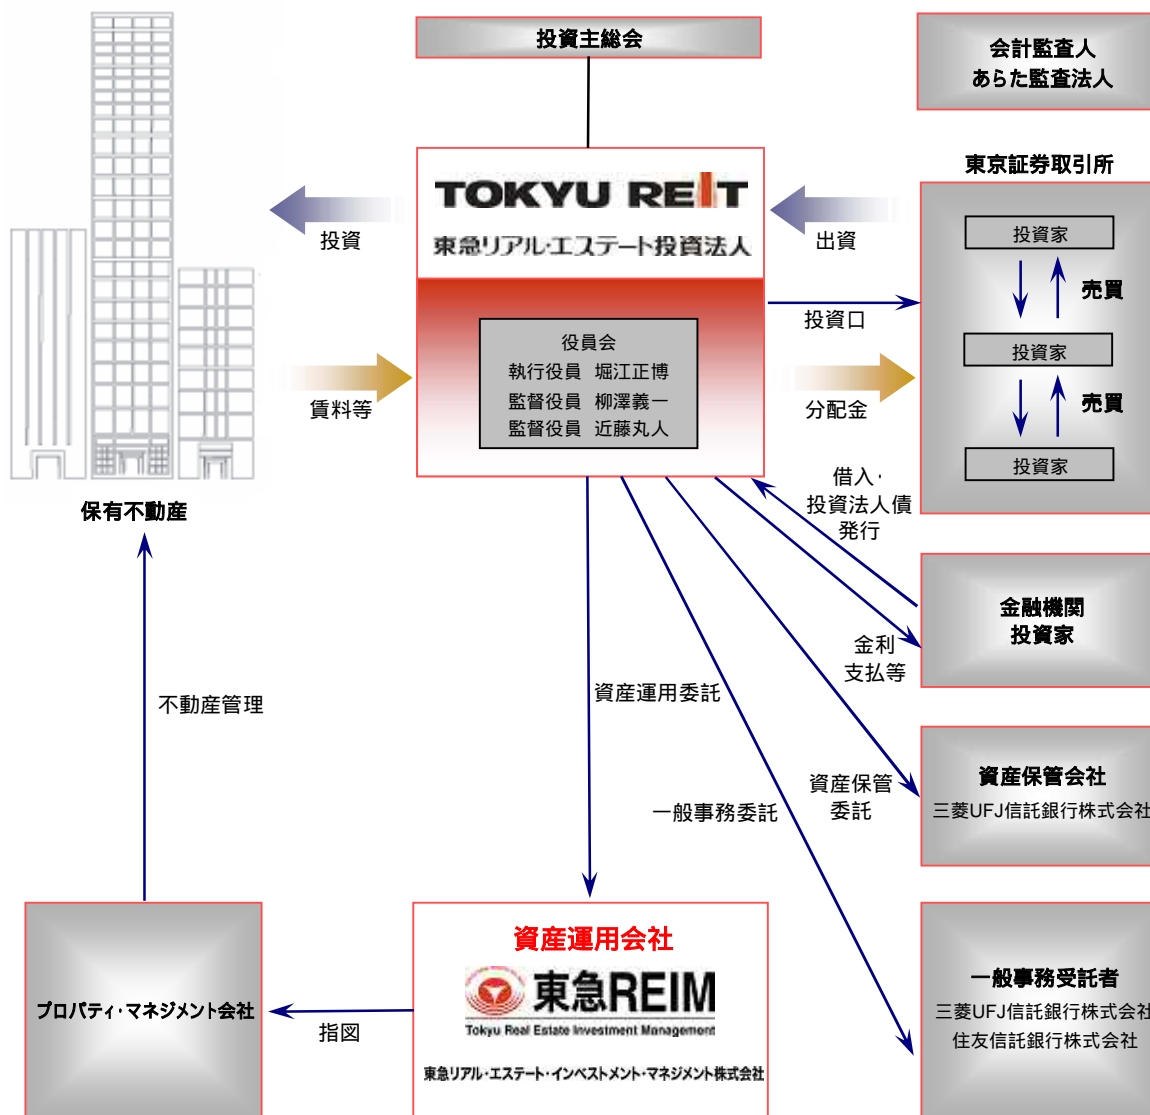 投資主総会
会計監査人
あらた監査法人
東京証券取引所
TOKYU REIT
東急リアル・エステート投資法人
投資
出資
投資家
売買
投資口
役員会
執行役員 堀江正博
監督役員 柳澤義一
監督役員 近藤丸人
投資家
賃料等
分配金
売買
投資家
保有不動産
借入・
投資法人債
発行
金融機関
投資家
金利
支払等
不動産管理
資産運用委託
資産保管会社
三菱UFJ信託銀行株式会社
資産保管
委託
一般事務委託
資産運用会社
東急REIM
Tokyu Real Estate Investment Management
東急リアル・エステート・インベストメント・マネジメント株式会社
プロパティ・マネジメント会社
指図
一般事務受託者
三菱UFJ信託銀行株式会社
住友信託銀行株式会社